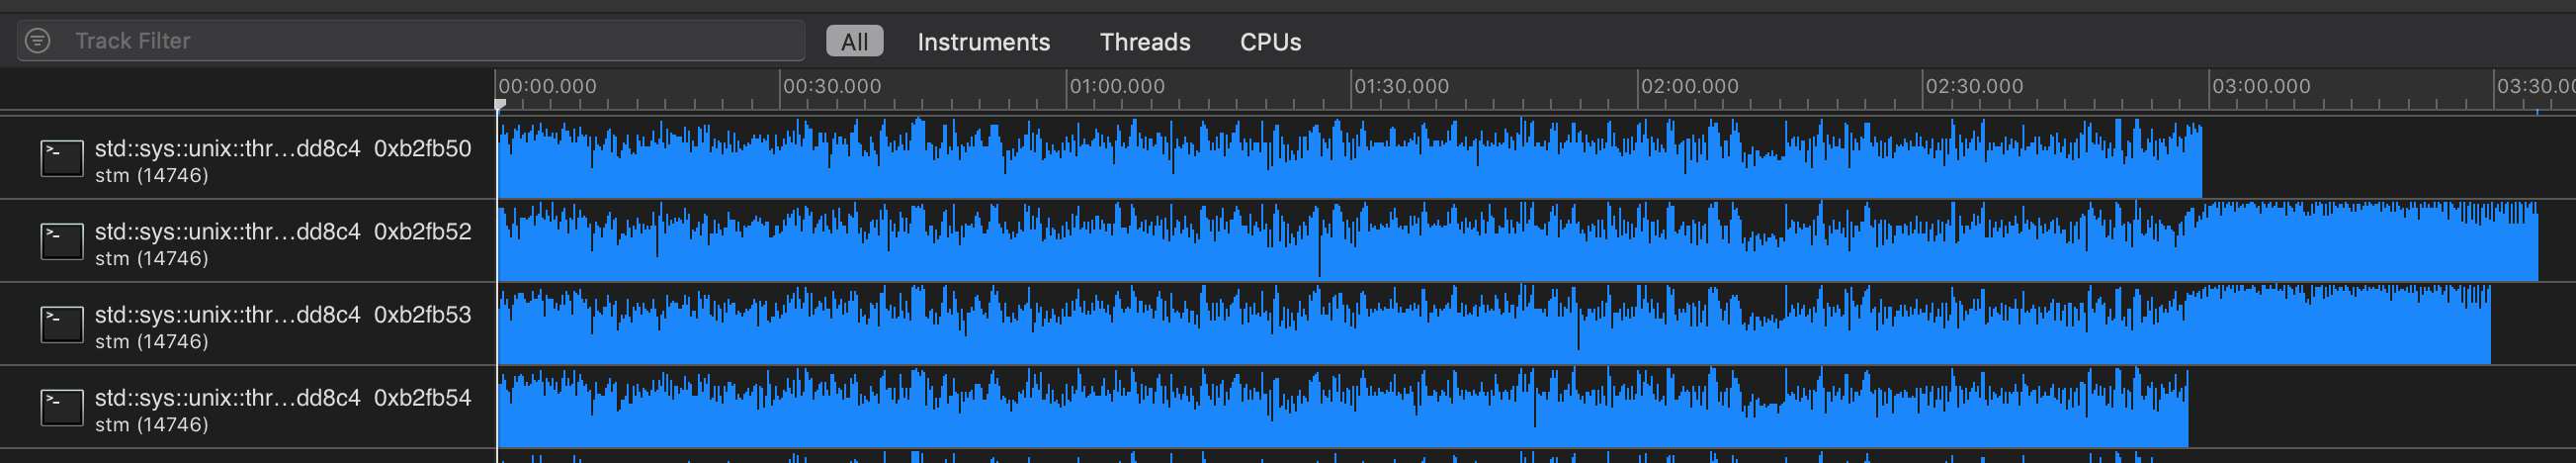 Track Filter All Instruments Threads CPUs
00:00.000 00:30.000 01:00.000 01:30.000 02:00.000 02:30.000 03:00.000 03:30.00
std::sys::unix::thr...dd8c4 0xb2fb50
stm (14746)
std::sys::unix::thr...dd8c4 0xb2fb52
stm (14746)
std::sys::unix::thr...dd8c4 0xb2fb53
stm (14746)
std::sys::unix::thr...dd8c4 0xb2fb54
stm (14746)